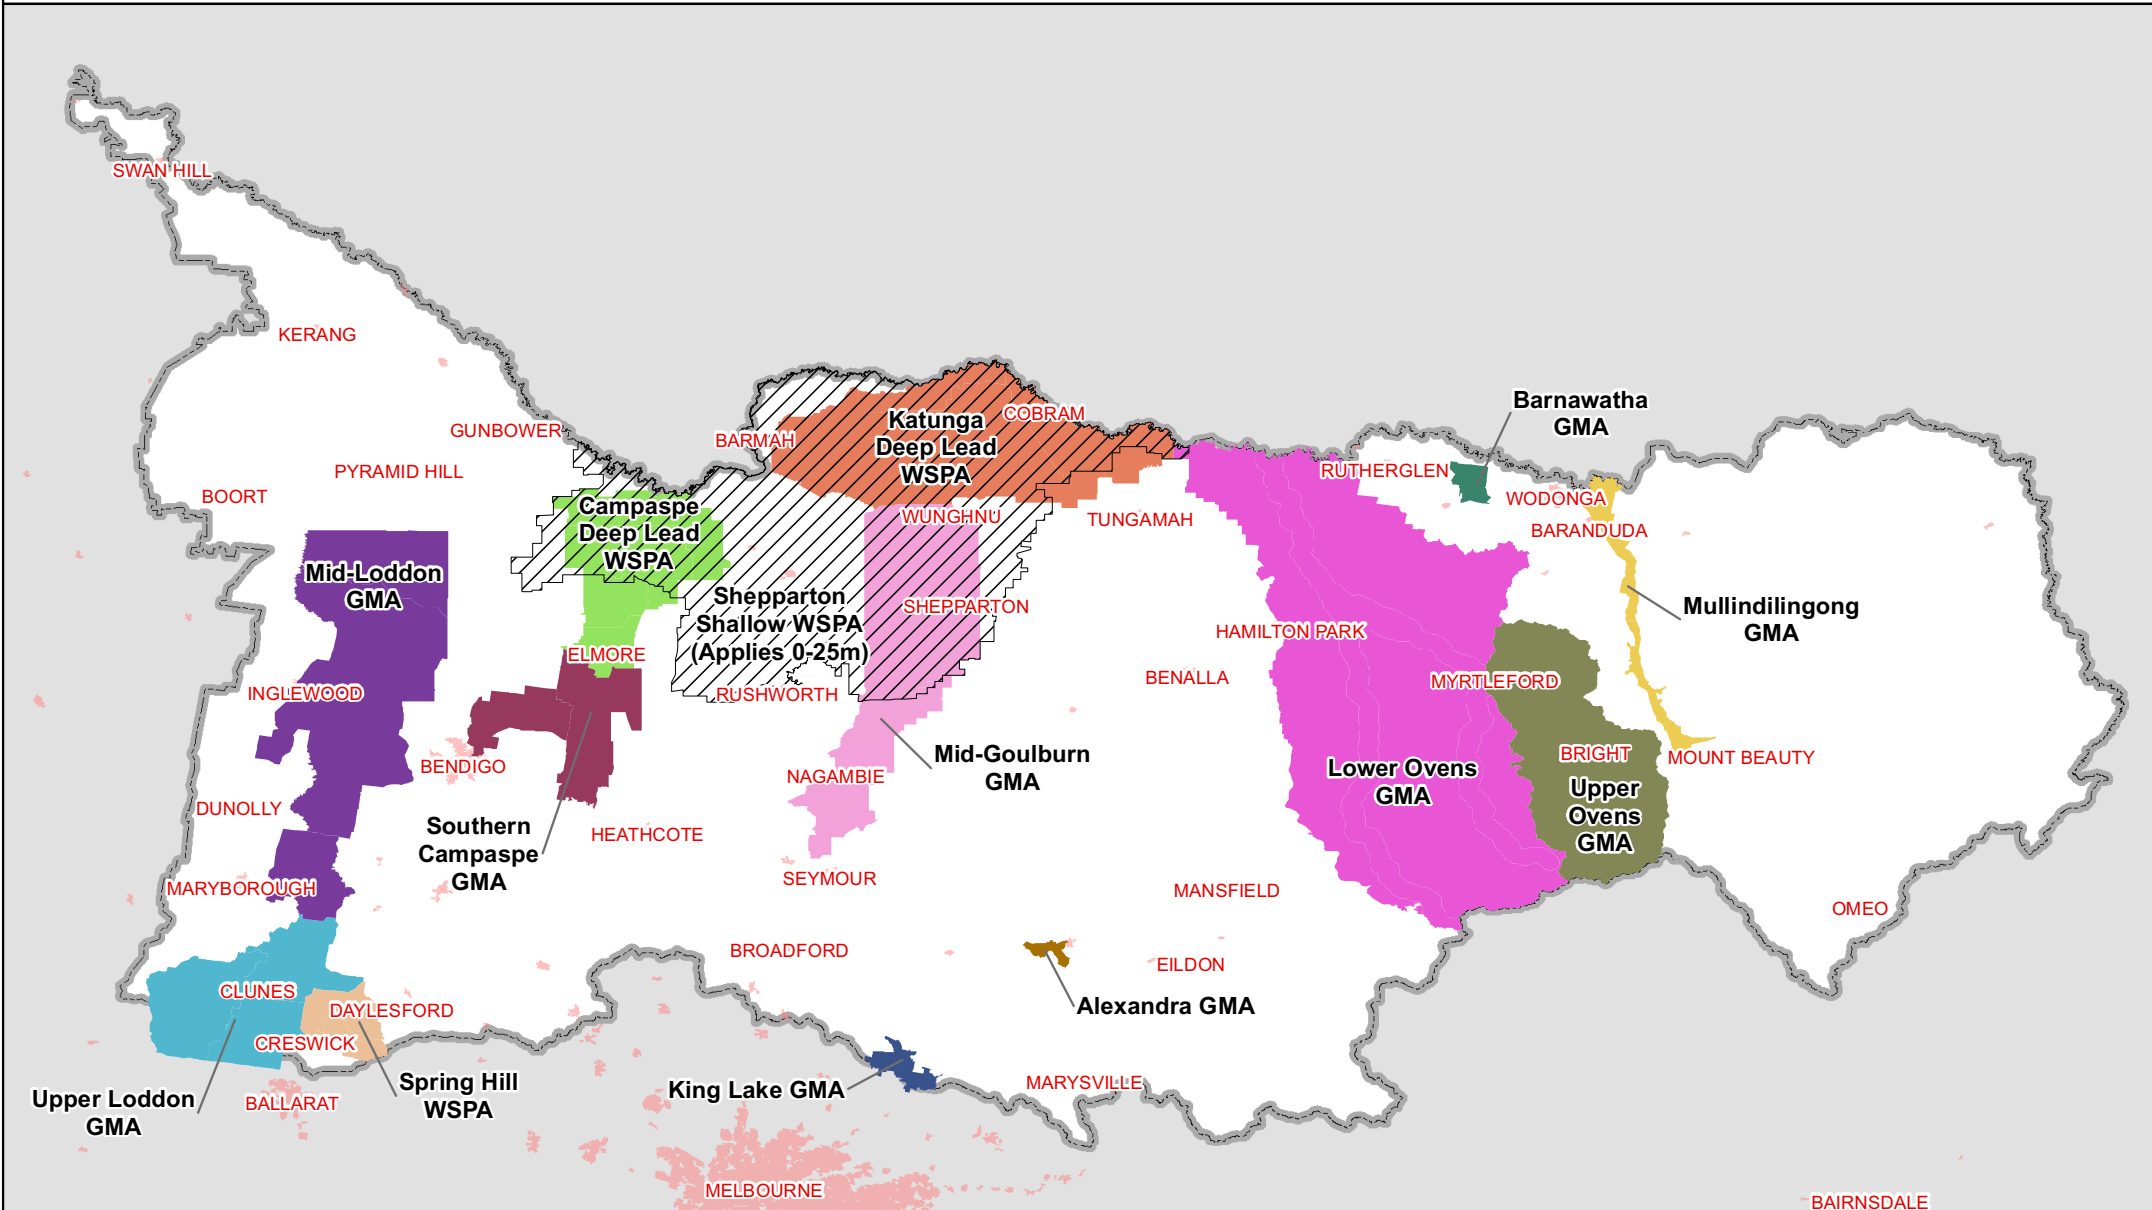 SWAN HILL
KERANG
GUNBOWER
PYRAMID HILL
BOORT
BARMAH
Katunga
Deep Lead
WSPA
COBRAM
Barnawatha
GMA
RUTHERGLEN
WODONGA
BARANDUDA
Campaspe
Deep Lead
WSPA
WUNGHNU
TUNGAMAH
Mid-Loddon
GMA
Shepparton
Shallow WSPA
(Applies 0-25m)
SHEPPARTON
Mullindilingong
GMA
HAMILTON PARK
ELMORE
BENALLA
MYRTLEFORD
INGLEWOOD
RUSHWORTH
BENDIGO
Mid-Goulburn
GMA
NAGAMBIE
Lower Ovens
GMA
BRIGHT
MOUNT BEAUTY
Upper
Ovens
GMA
DUNOLLY
Southern
Campaspe
GMA
HEATHCOTE
SEYMOUR
MARYBOROUGH
MANSFIELD
OMEO
BROADFORD
EILDON
CLUNES
DAYLESFORD
Alexandra GMA
CRESWICK
Upper Loddon
GMA
BALLARAT
Spring Hill
WSPA
King Lake GMA
MARYSVILLE
MELBOURNE
BAIRNSDALE